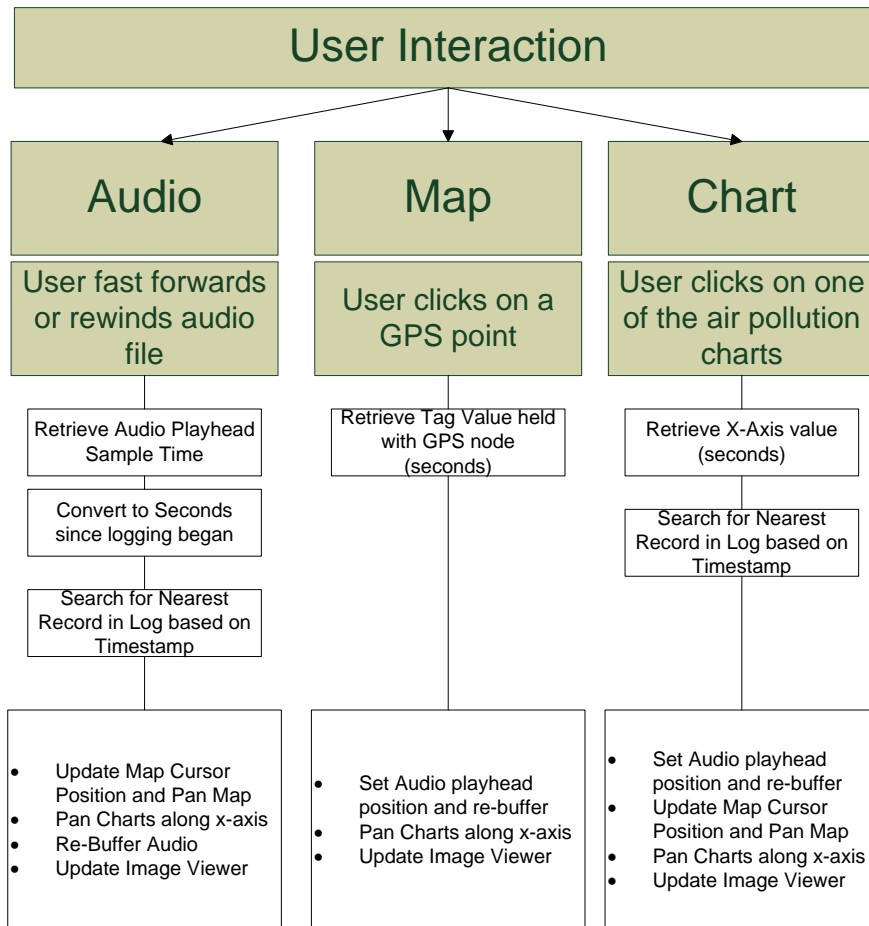 User Interaction
Audio
User fast forwards
or rewinds audio
file
Retrieve Audio Playhead
Sample Time
Convert to Seconds
since logging began
Search for Nearest
Record in Log based on
Timestamp
• Update Map Cursor
Position and Pan Map
• Pan Charts along x-axis
• Re-Buffer Audio
• Update Image Viewer
Map
User clicks on a
GPS point
Retrieve Tag Value held
with GPS node
(seconds)
• Set Audio playhead
position and re-buffer
• Pan Charts along x-axis
• Update Image Viewer
Chart
User clicks on one
of the air pollution
charts
Retrieve X-Axis value
(seconds)
Search for Nearest
Record in Log based on
Timestamp
• Set Audio playhead
position and re-buffer
• Update Map Cursor
Position and Pan Map
• Pan Charts along x-axis
• Update Image Viewer